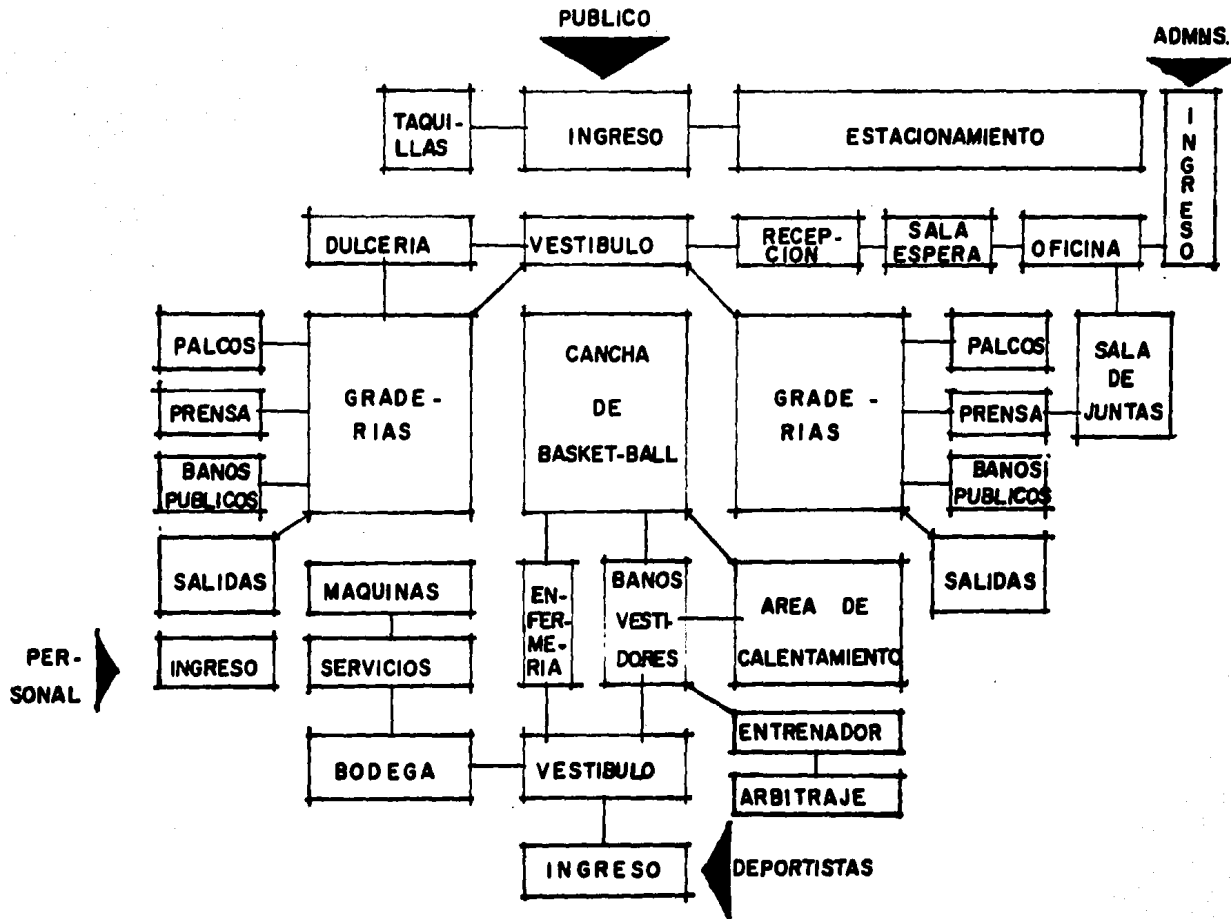 PUBLICO
ADMNS.
TAQUI-
LLAS
INGRESO
ESTACIONAMIENTO
INGRESO
DULCERIA
VESTIBULO
RECEP-
CION
SALA
ESPERA
OFICINA
PALCOS
PRENSA
BANOS
PUBLICOS
GRADE-
RIAS
CANCHA
DE
BASKET-BALL
GRADE-
RIAS
PALCOS
PRENSA
BANOS
PUBLICOS
SALA
DE
JUNTAS
SALIDAS
MAQUINAS
EN-
FER-
ME-
RIA
BANOS
VESTI-
DORES
AREA DE
CALENTAMIENTO
SALIDAS
PER-
SONAL
INGRESO
SERVICIOS
BODEGA
VESTIBULO
ENTRENADOR
ARBITRAJE
INGRESO
DEPORTISTAS